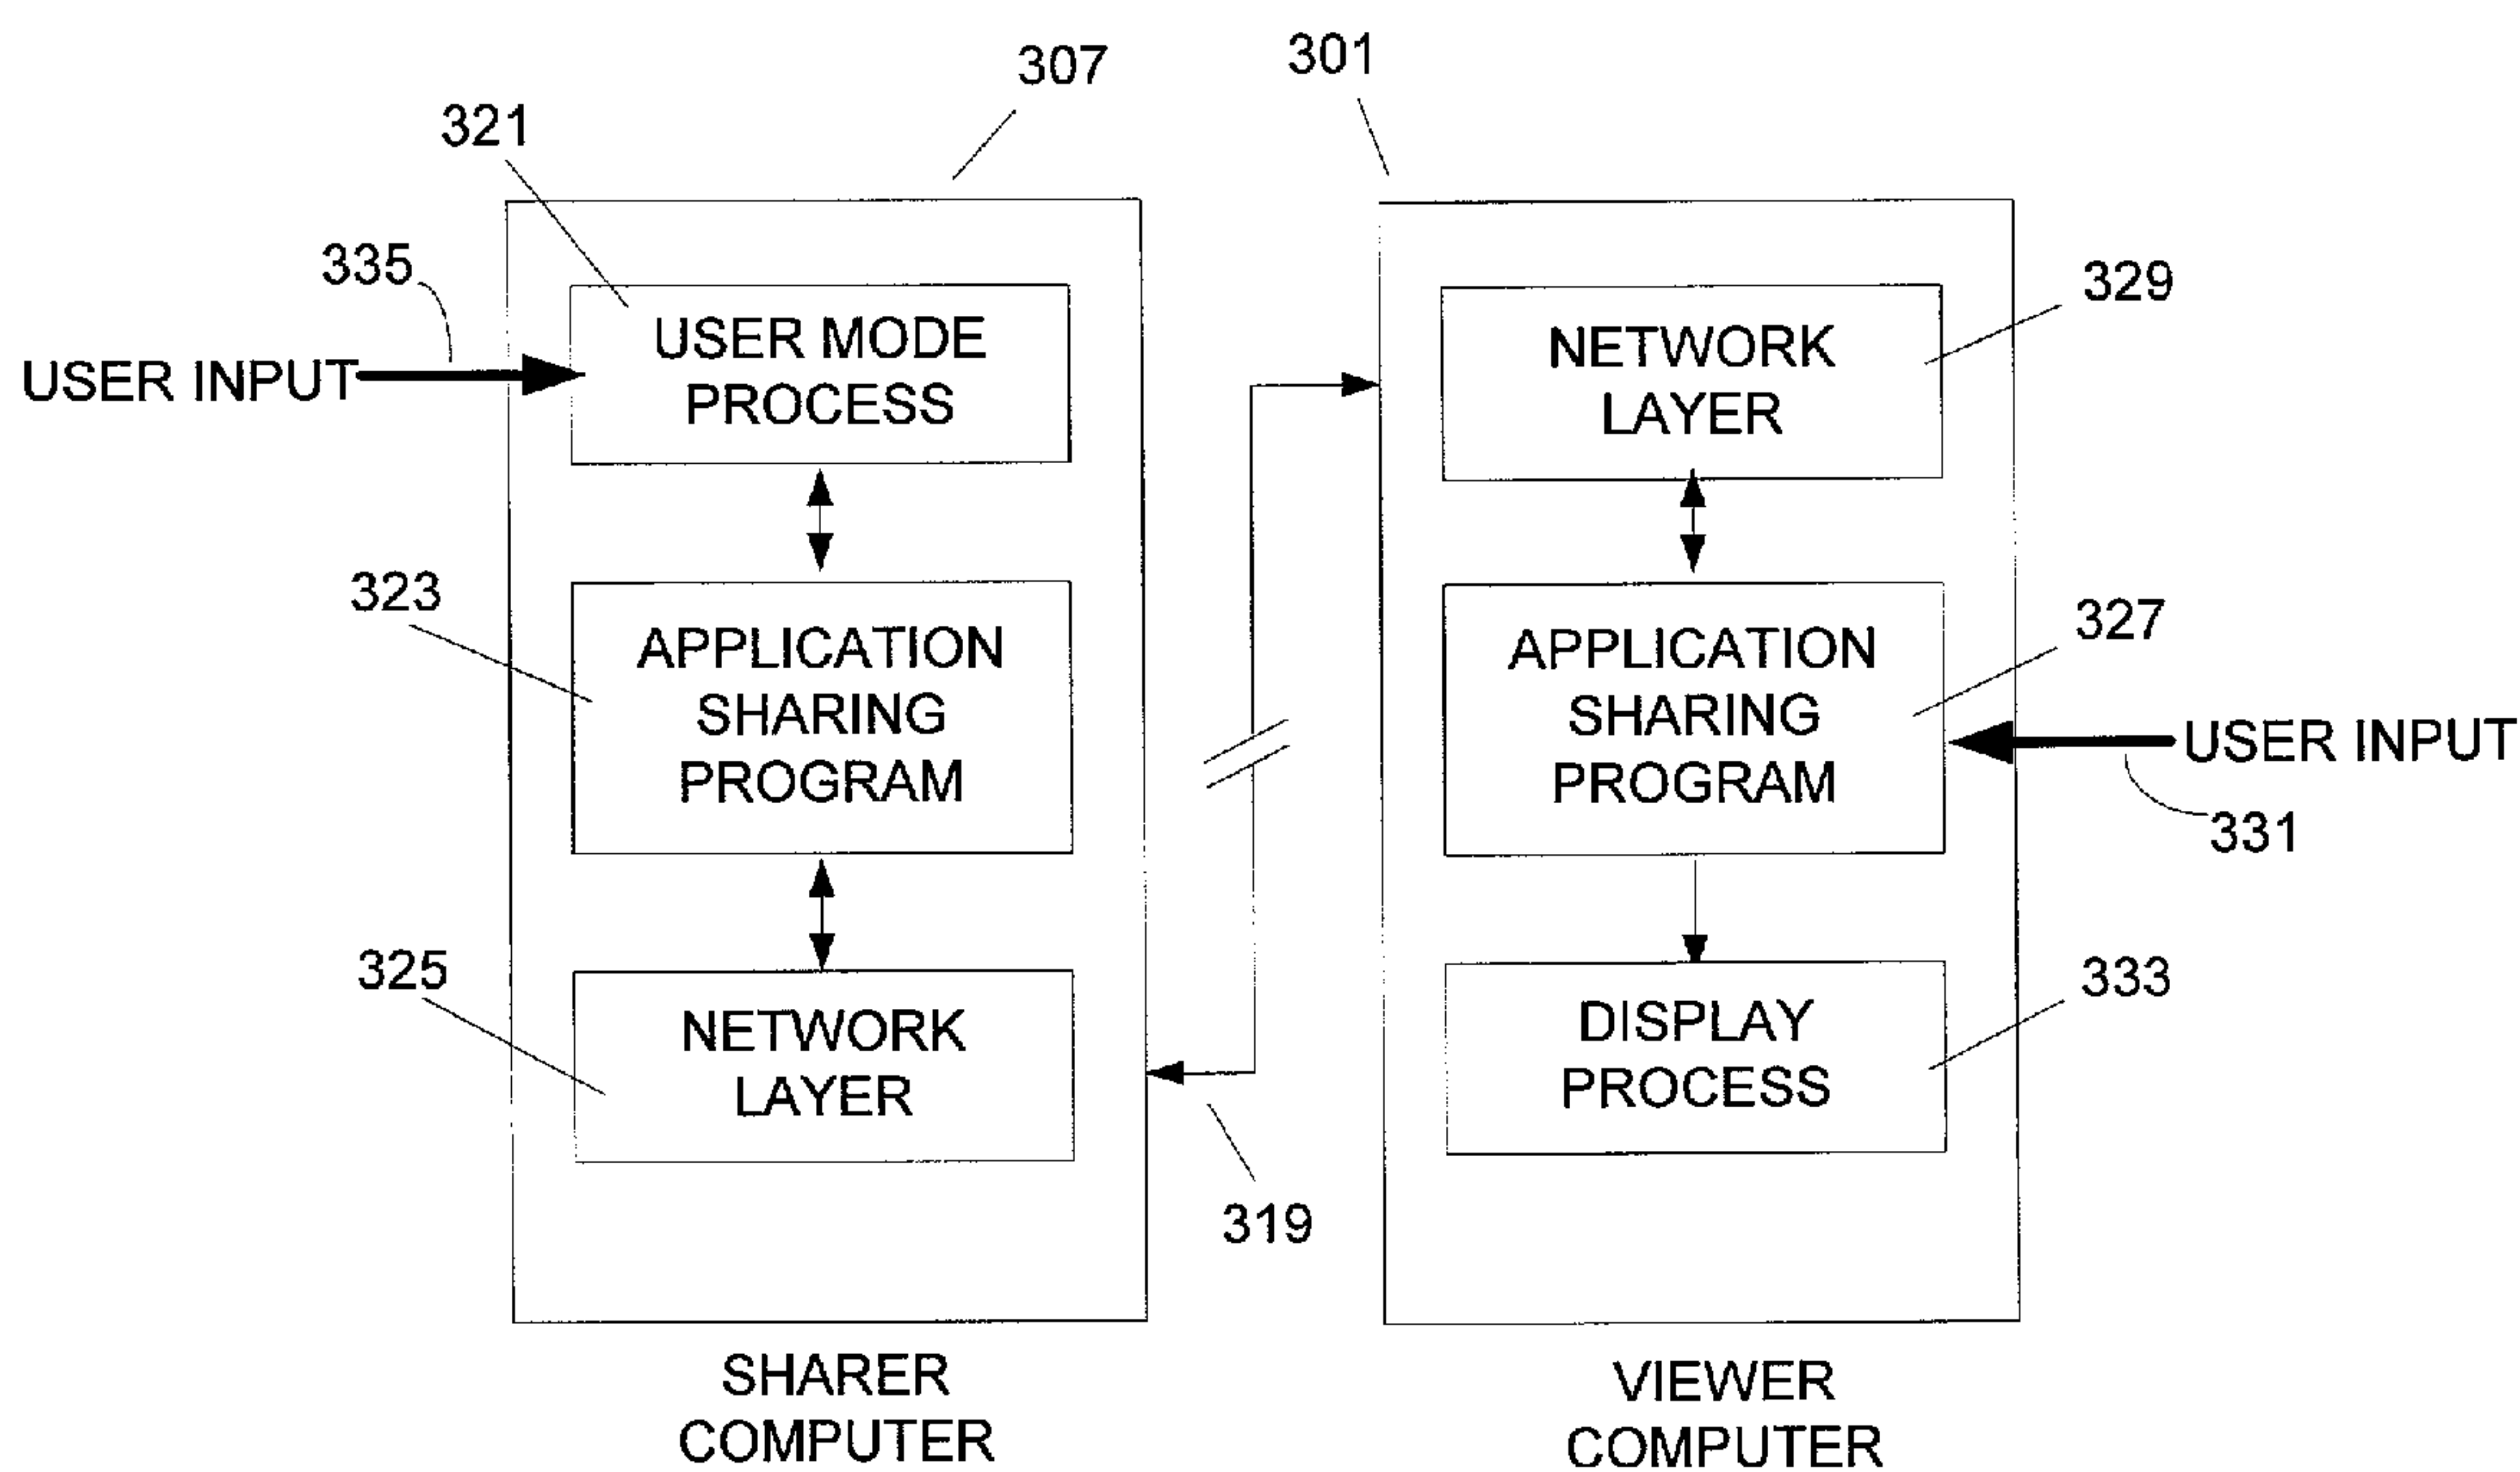 307
301
321
335
329
USER MODE
PROCESS
NETWORK
LAYER
USER INPUT
323
327
APPLICATION
SHARING
PROGRAM
APPLICATION
SHARING
PROGRAM
USER INPUT
331
325
333
NETWORK
LAYER
DISPLAY
PROCESS
319
SHARER
COMPUTER
VIEWER
COMPUTER